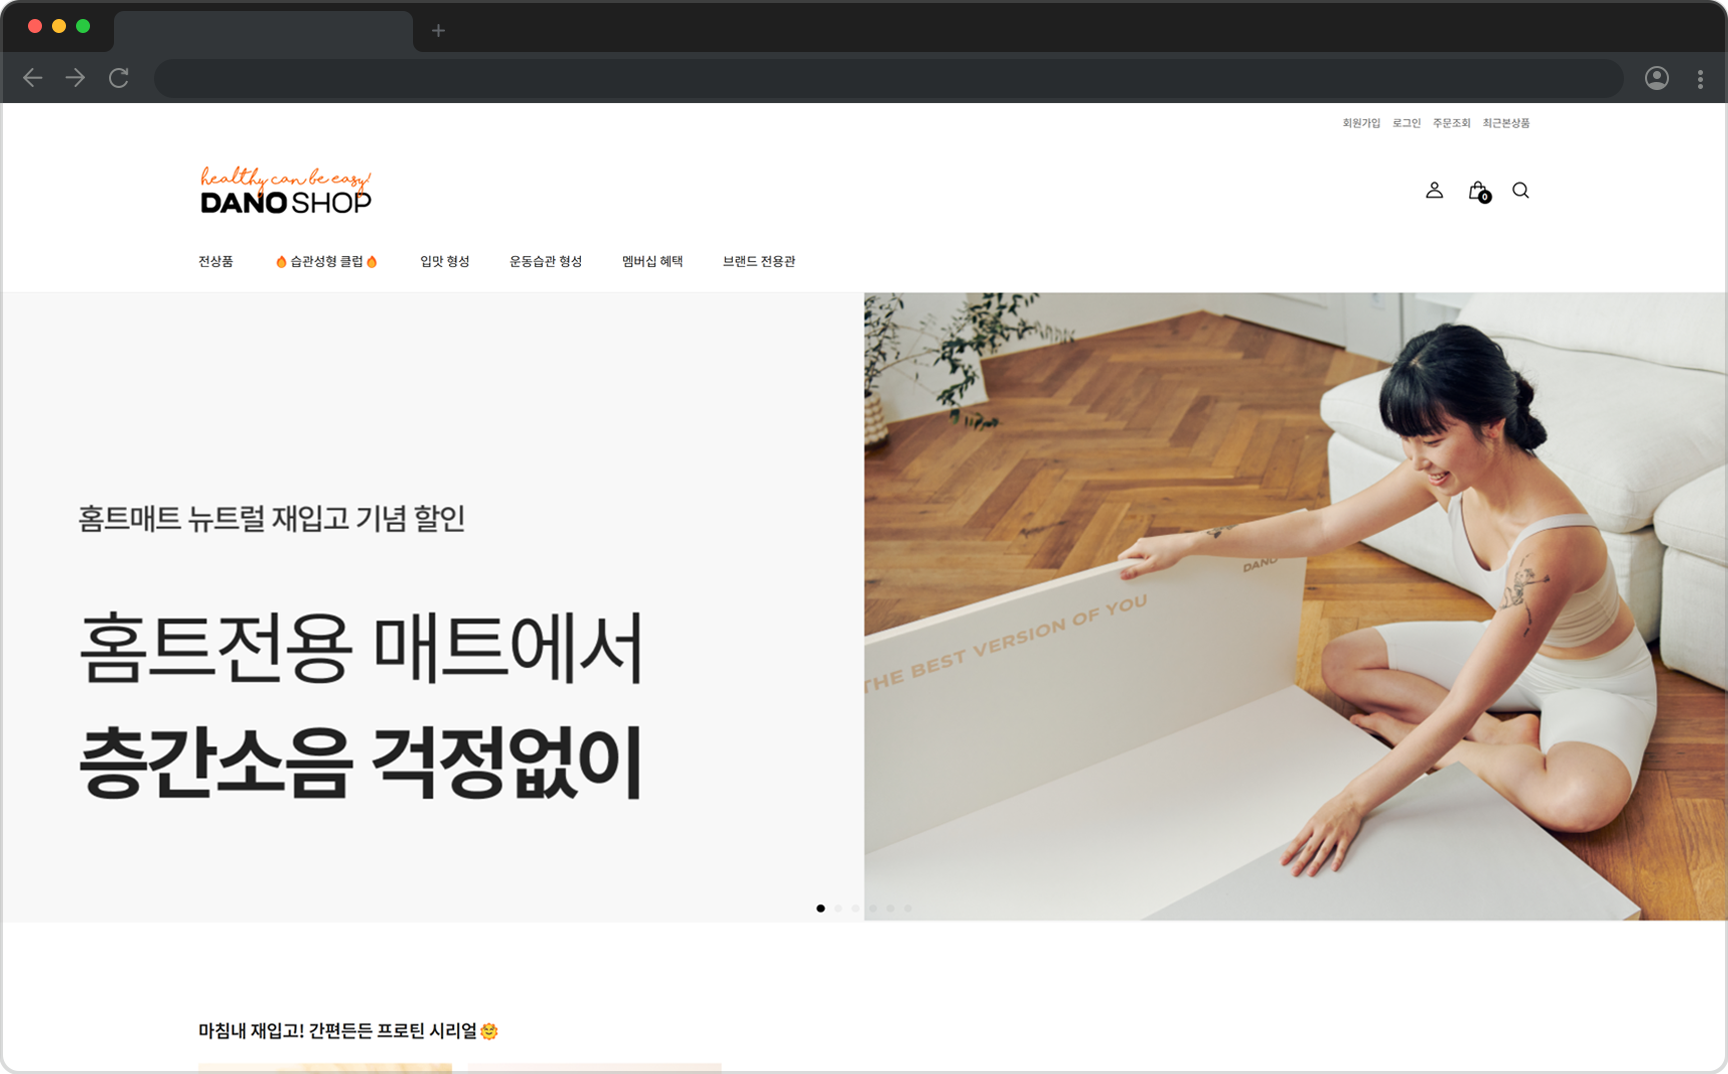 회원가입 로그인 주문조회 최근본상품
healthy can be easy!
DANO SHOP
0
전상품 🔥습관성형 클럽🔥 입맛 형성 운동습관 형성 멤버십 혜택 브랜드 전용관
홈트매트 뉴트럴 재입고 기념 할인
홈트전용 매트에서
층간소음 걱정없이
DANO
THE BEST VERSION OF YOU
마침내 재입고! 간편든든 프로틴 시리얼🌞